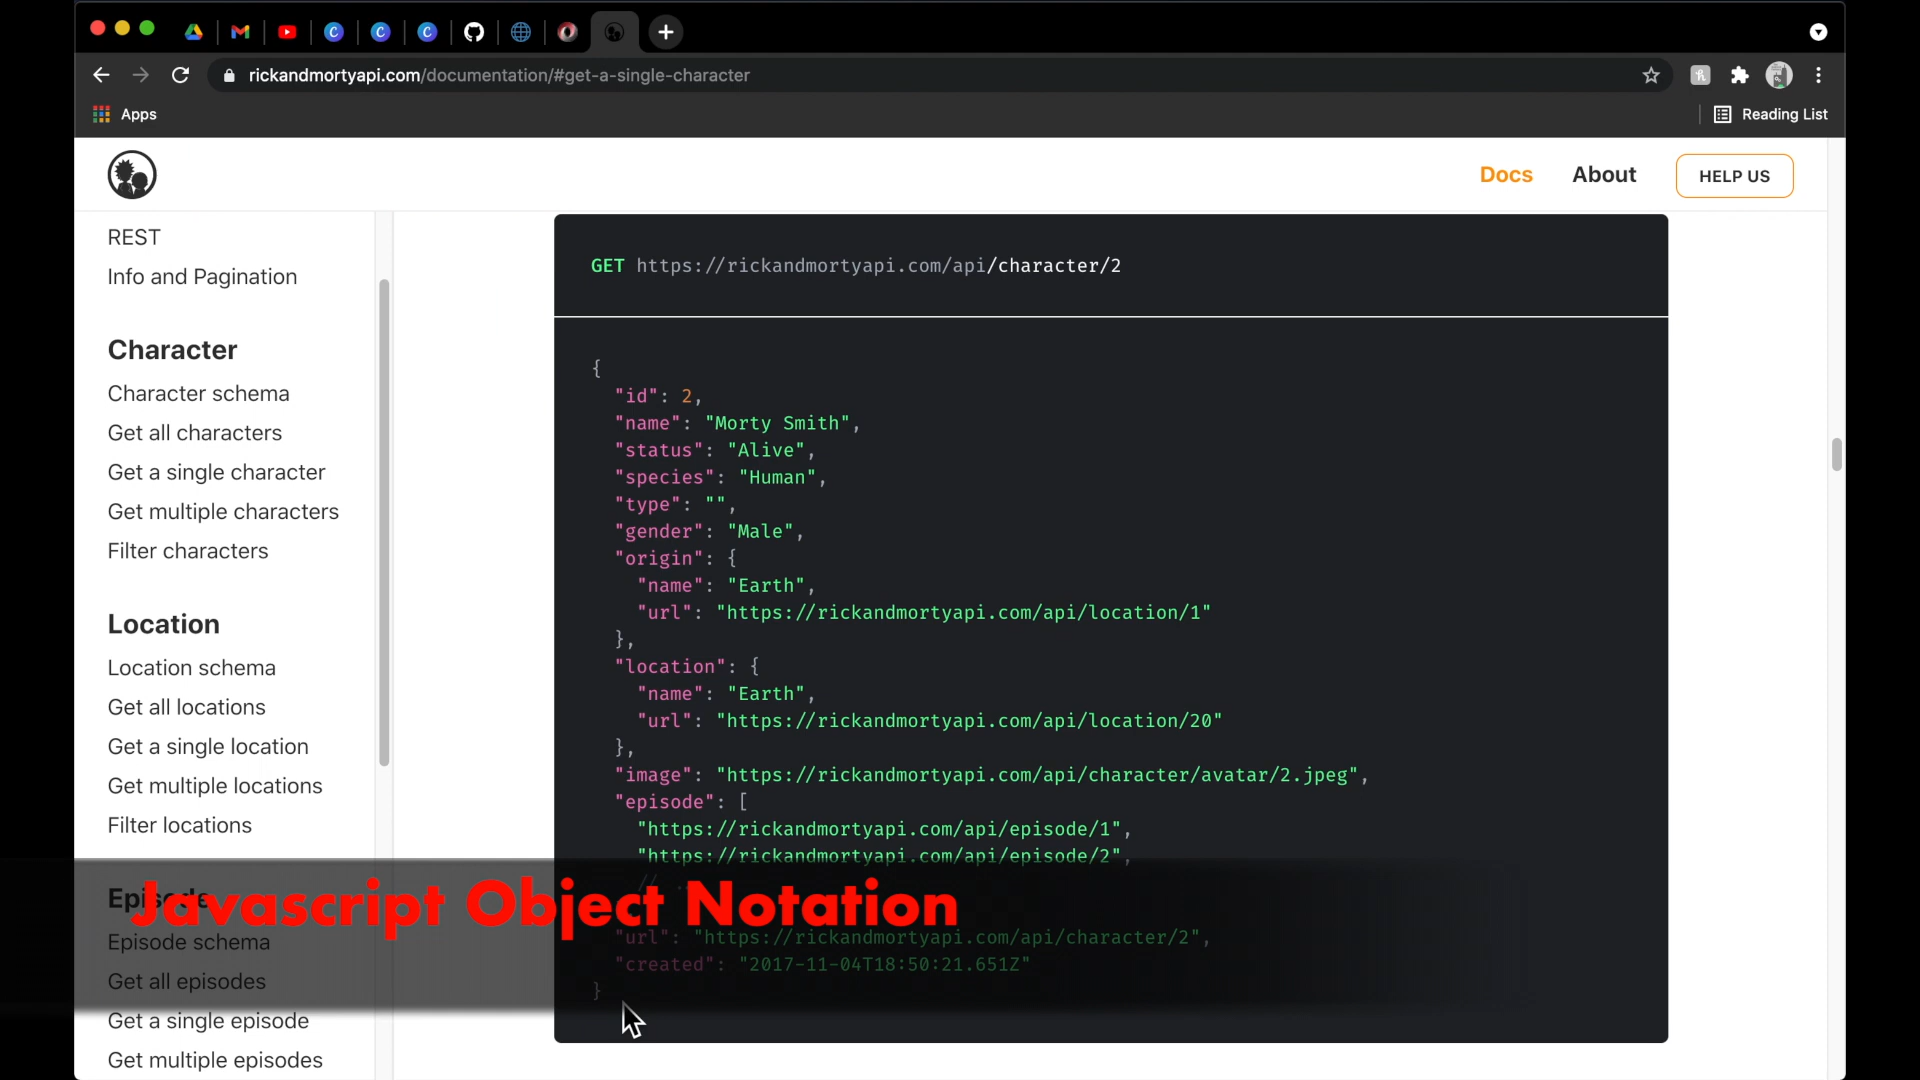 rickandmortyapi.com/documentation/#get-a-single-character
Apps
Reading List
Docs
About
HELP US
REST
Info and Pagination
Character
Character schema
Get all characters
Get a single character
Get multiple characters
Filter characters
Location
Location schema
Get all locations
Get a single location
Get multiple locations
Filter locations
Episode
Episode schema
Get all episodes
Get a single episode
Get multiple episodes
GET https://rickandmortyapi.com/api/character/2
{
"id": 2,
"name": "Morty Smith",
"status": "Alive",
"species": "Human",
"type": "",
"gender": "Male",
"origin": {
"name": "Earth",
"url": "https://rickandmortyapi.com/api/location/1"
},
"location": {
"name": "Earth",
"url": "https://rickandmortyapi.com/api/location/20"
},
"image": "https://rickandmortyapi.com/api/character/avatar/2.jpeg",
"episode": [
"https://rickandmortyapi.com/api/episode/1",
"https://rickandmortyapi.com/api/episode/2",
"url": "https://rickandmortyapi.com/api/character/2",
"created": "2017-11-04T18:50:21.651Z"
}
Javascript Object Notation